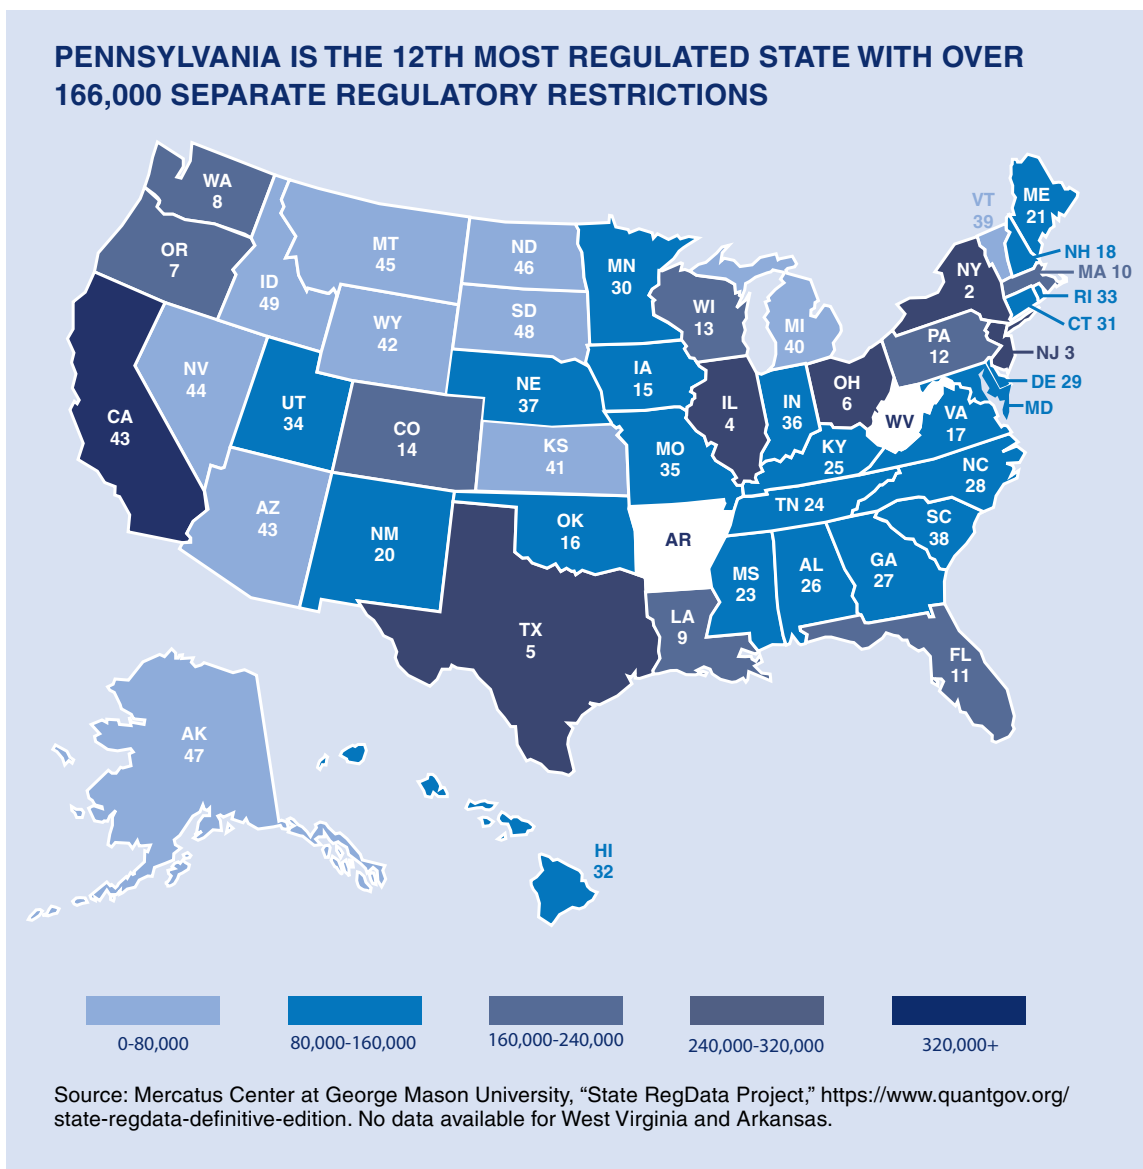 PENNSYLVANIA IS THE 12TH MOST REGULATED STATE WITH OVER
166,000 SEPARATE REGULATORY RESTRICTIONS
WA
8
OR
7
CA
43
ID
49
NV
44
MT
45
WY
42
UT
34
AZ
43
CO
14
NM
20
ND
46
SD
48
NE
37
KS
41
OK
16
TX
5
MN
30
IA
15
MO
35
AR
LA
9
WI
13
IL
4
MI
40
IN
36
OH
6
KY
25
TN 24
MS
23
AL
26
GA
27
FL
11
SC
38
NC
28
VA
17
WV
PA
12
NY
2
VT
39
ME
21
NH 18
MA 10
RI 33
CT 31
NJ 3
DE 29
MD
AK
47
HI
32
0-80,000
80,000-160,000
160,000-240,000
240,000-320,000
320,000+
Source: Mercatus Center at George Mason University, “State RegData Project,” https://www.quantgov.org/
state-regdata-definitive-edition. No data available for West Virginia and Arkansas.